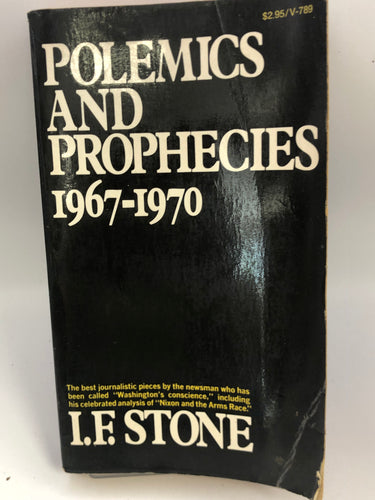 $2.95/V-789
POLEMICS
AND
PROPHECIES
1967-1970
The best journalistic pieces by the newsman who has
been called "Washington's conscience," including
his celebrated analysis of "Nixon and the Arms Race."
I.F. STONE